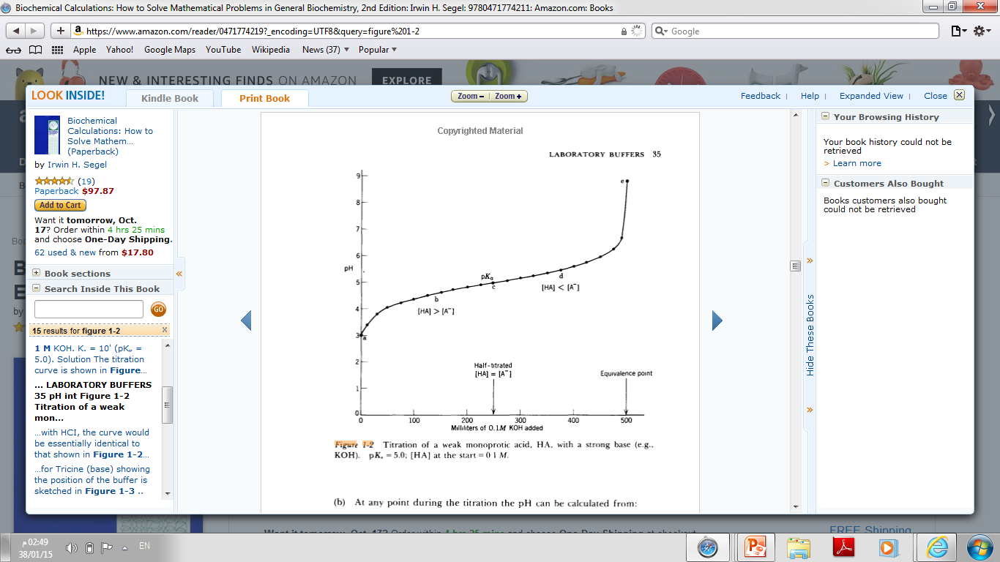 Biochemical Calculations: How to Solve Mathematical Problems in General Biochemistry, 2nd Edition: Irwin H. Segel: 9780471774211: Amazon.com: Books
https://www.amazon.com/reader/0471774219?_encoding=UTF8&query=figure%201-2
Google
Apple Yahoo! Google Maps YouTube Wikipedia News (37) Popular
NEW & INTERESTING FINDS ON AMAZON EXPLORE
LOOK INSIDE!
Kindle Book
Print Book
Zoom − Zoom +
Feedback | Help | Expanded View | Close
Biochemical
Calculations: How to
Solve Mathem...
(Paperback)
by Irwin H. Segel
(19)
Paperback $97.87
Add to Cart
Want it tomorrow, Oct.
17? Order within 4 hrs 25 mins
and choose One-Day Shipping.
62 used & new from $17.80
Book sections
Search Inside This Book
GO
15 results for figure 1-2 x
1 M KOH. K. = 10' (pK„ =
5.0). Solution The titration
curve is shown in Figure...
... LABORATORY BUFFERS
35 pH int Figure 1-2
Titration of a weak
mon...
...with HCI, the curve would
be essentially identical to
that shown in Figure 1-2...
...for Tricine (base) showing
the position of the buffer is
sketched in Figure 1-3 ..
Copyrighted Material
LABORATORY BUFFERS 35
9
8
7
6
pH
5
4
3
2
1
0
e
pKa
c
d
[HA] < [A⁻]
b
[HA] > [A⁻]
a
Half-titrated
[HA] = [A⁻]
Equivalence point
0 100 200 300 400 500
Milliliters of 0.1M KOH added
Figure 1-2 Titration of a weak monoprotic acid, HA, with a strong base (e.g.,
KOH). pKa = 5.0; [HA] at the start = 0 1 M.
(b) At any point during the titration the pH can be calculated from:
Your Browsing History
Your book history could not be
retrieved
> Learn more
Customers Also Bought
Books customers also bought
could not be retrieved
Hide These Books
FREE Shipping
02:49 م
38/01/15
EN